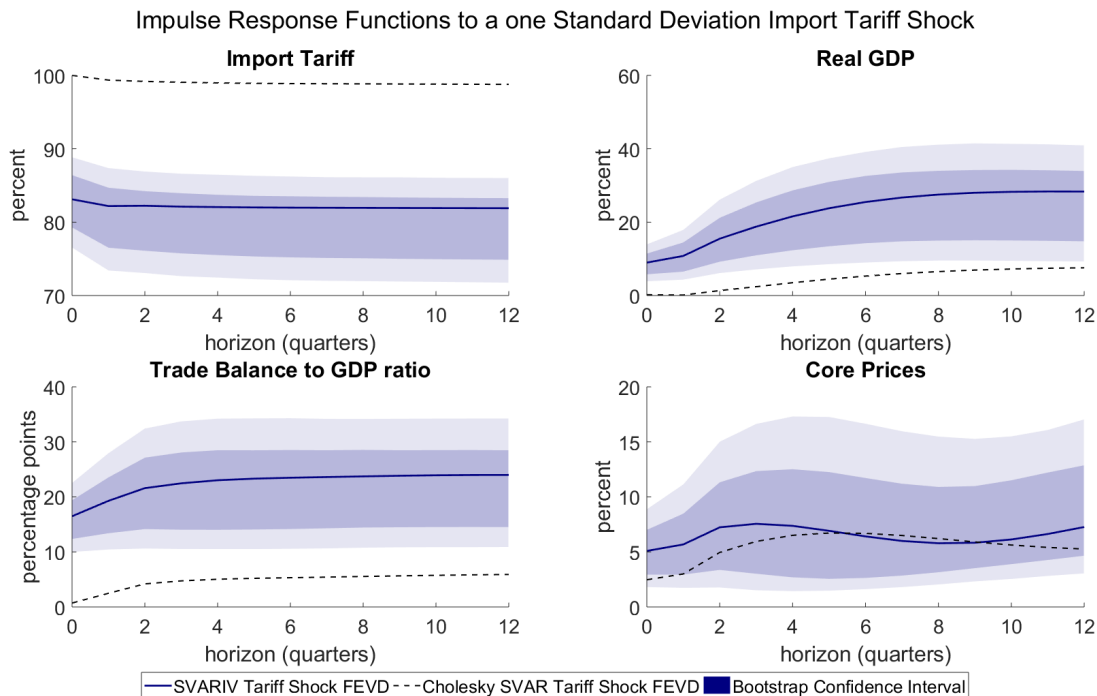 Impulse Response Functions to a one Standard Deviation Import Tariff Shock
Import Tariff
100
90
80
70
percent
0 2 4 6 8 10 12
horizon (quarters)
Real GDP
60
40
20
0
percent
0 2 4 6 8 10 12
horizon (quarters)
Trade Balance to GDP ratio
40
30
20
10
0
percentage points
0 2 4 6 8 10 12
horizon (quarters)
Core Prices
20
15
10
5
0
percent
0 2 4 6 8 10 12
horizon (quarters)
SVARIV Tariff Shock FEVD Cholesky SVAR Tariff Shock FEVD Bootstrap Confidence Interval